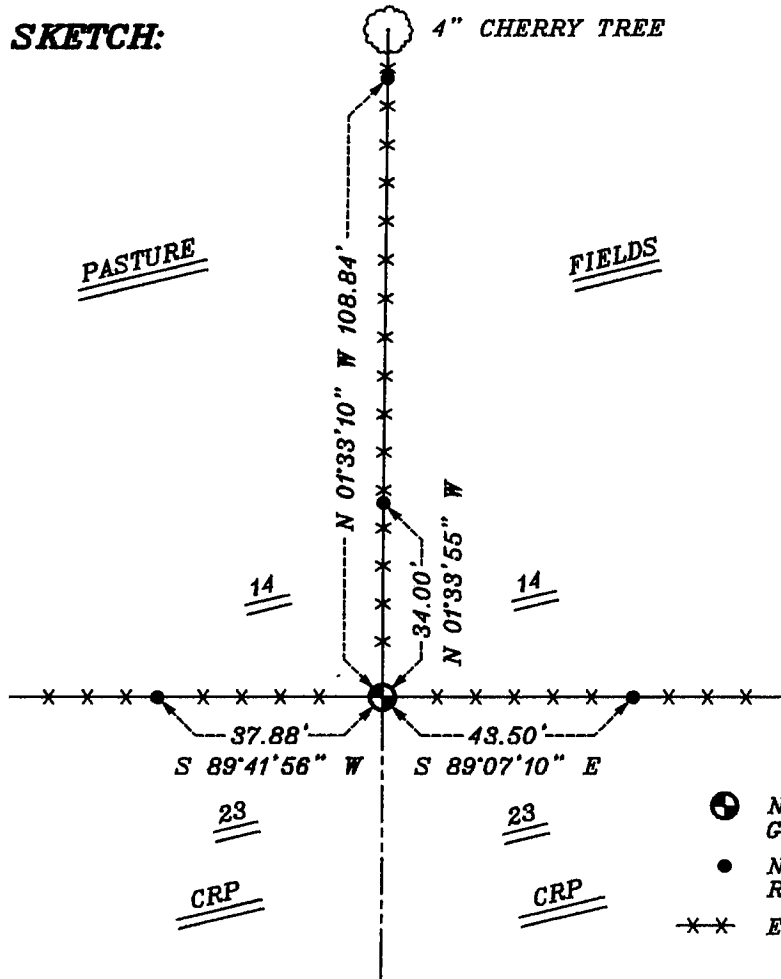 SKETCH:
4" CHERRY TREE
PASTURE
FIELDS
N 01°33'10" W 108.84'
34.00'
N 01°33'55" W
14
14
37.88'
S 89°41'56" W
43.50'
S 89°07'10" E
23
23
CRP
CRP
N
G
N
R
E